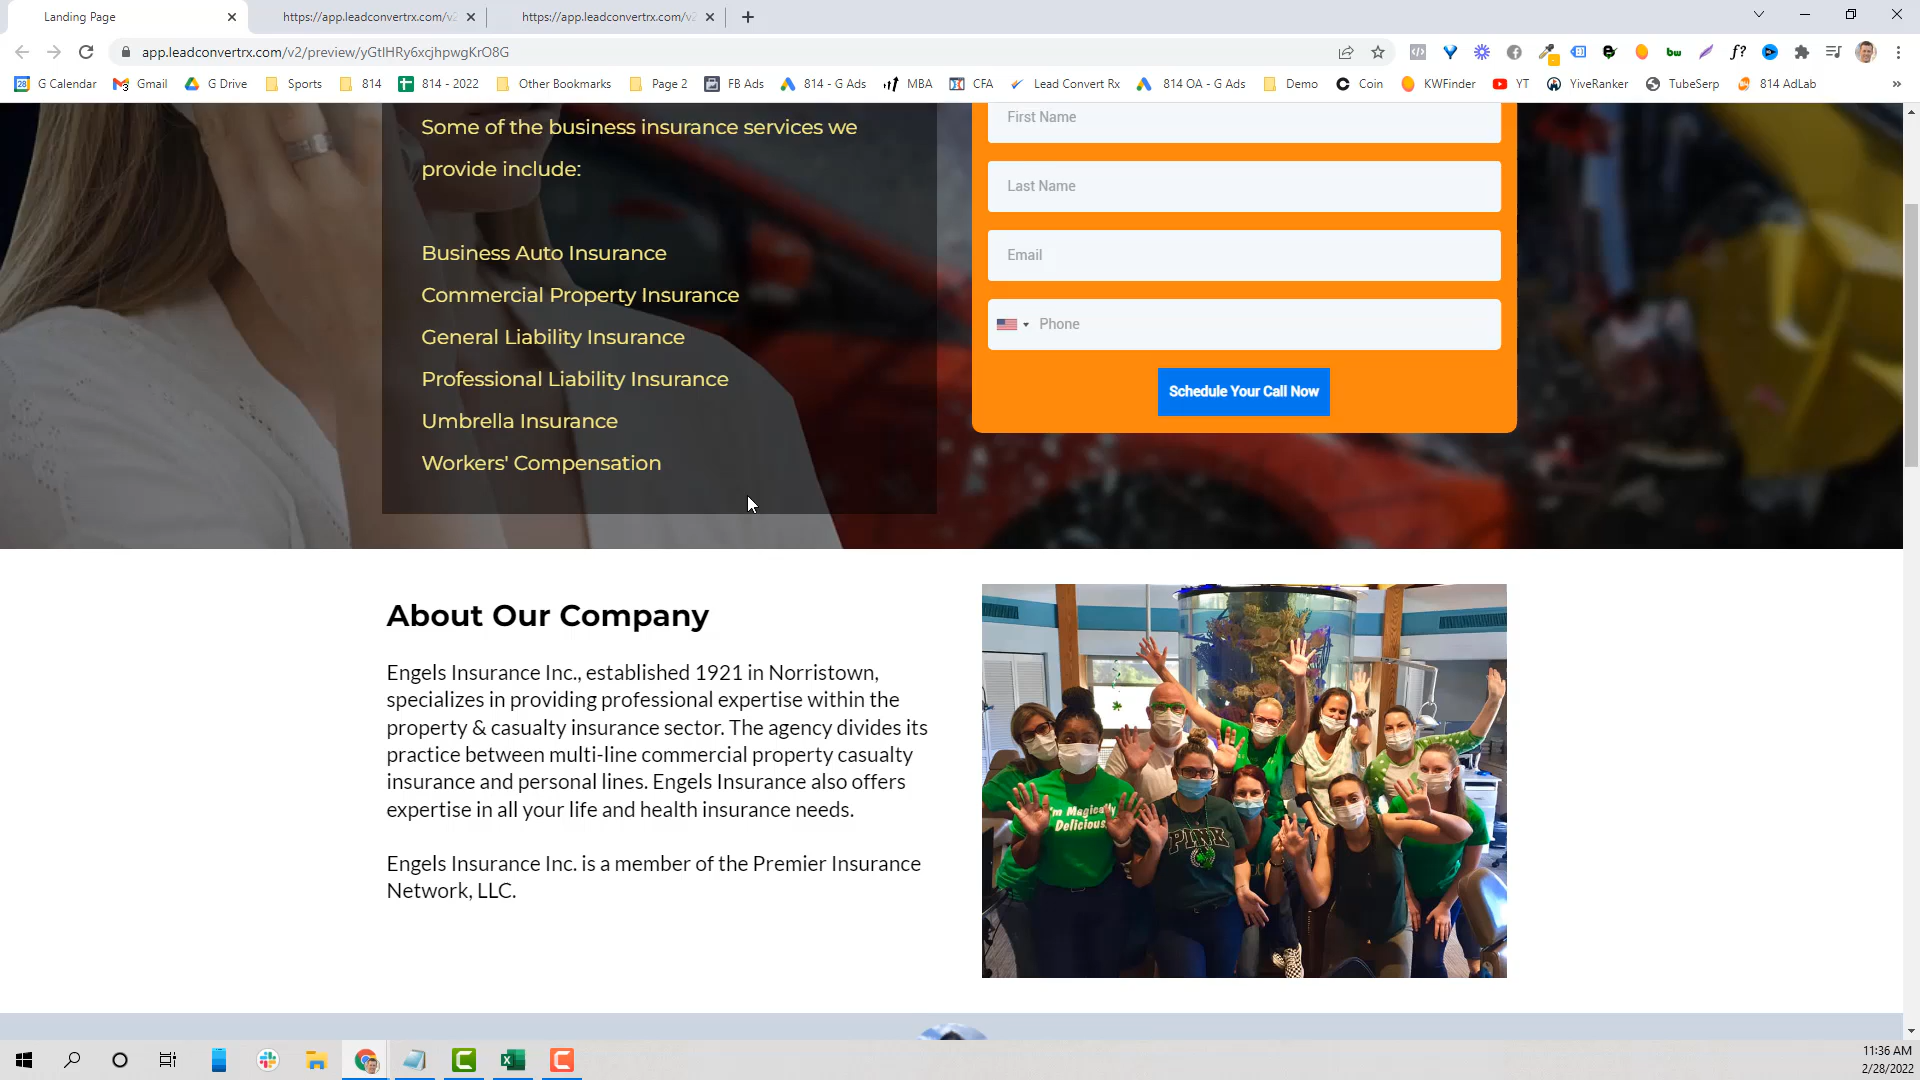 Landing Page
https://app.leadconvertrx.com/v2
https://app.leadconvertrx.com/v2
app.leadconvertrx.com/v2/preview/yGtIHRy6xcjhpwgKrO8G
G Calendar
Gmail
G Drive
Sports
814
814 - 2022
Other Bookmarks
Page 2
FB Ads
814 - G Ads
MBA
CFA
Lead Convert Rx
814 OA - G Ads
Demo
Coin
KWFinder
YT
YiveRanker
TubeSerp
814 AdLab
Some of the business insurance services we
provide include:
Business Auto Insurance
Commercial Property Insurance
General Liability Insurance
Professional Liability Insurance
Umbrella Insurance
Workers' Compensation
First Name
Last Name
Email
Phone
Schedule Your Call Now
About Our Company
Engels Insurance Inc., established 1921 in Norristown,
specializes in providing professional expertise within the
property & casualty insurance sector. The agency divides its
practice between multi-line commercial property casualty
insurance and personal lines. Engels Insurance also offers
expertise in all your life and health insurance needs.
Engels Insurance Inc. is a member of the Premier Insurance
Network, LLC.
I'm Magically
Delicious
PINK
11:36 AM
2/28/2022